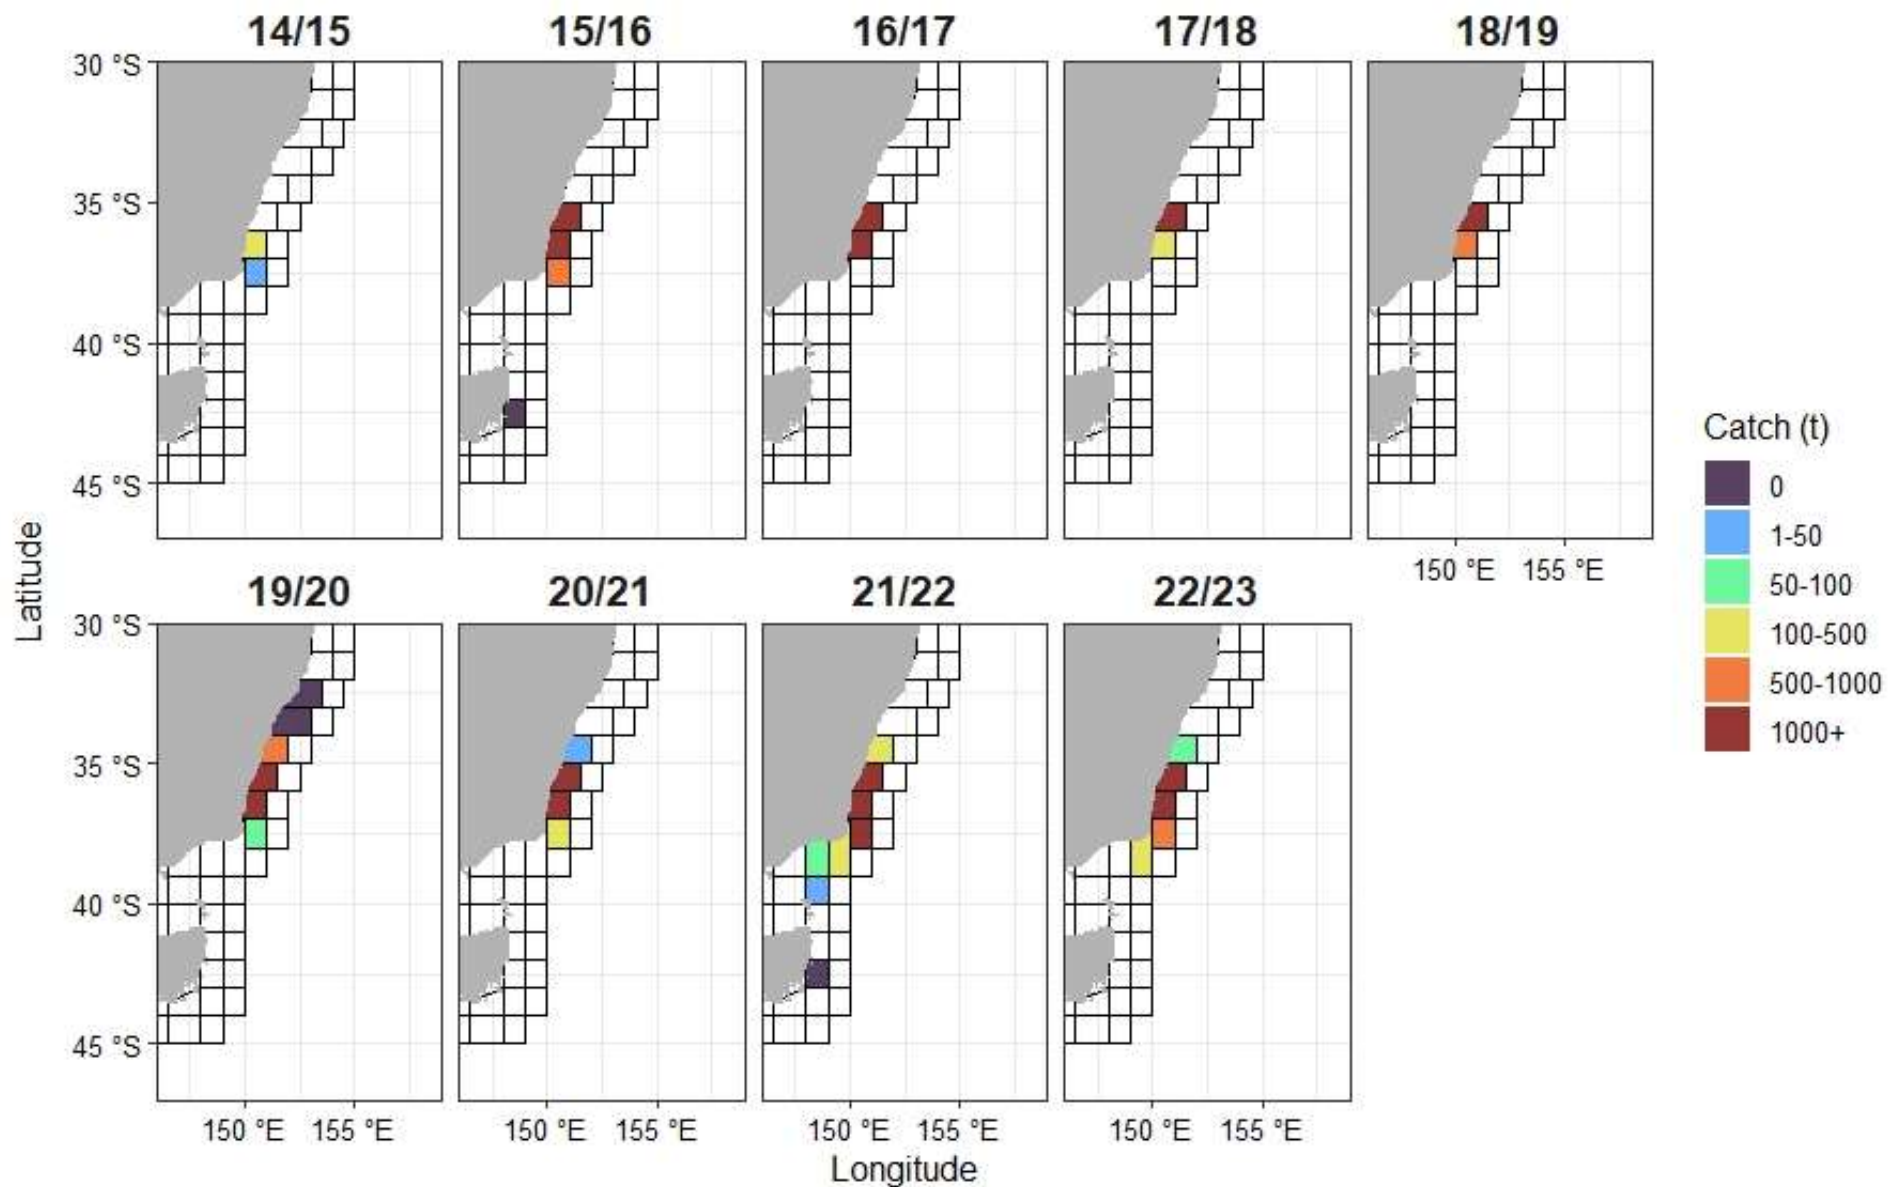 14/15 15/16 16/17 17/18 18/19
30 °S
35 °S
40 °S
45 °S
150 °E 155 °E
Latitude
19/20 20/21 21/22 22/23
30 °S
35 °S
40 °S
45 °S
150 °E 155 °E 150 °E 155 °E 150 °E 155 °E 150 °E 155 °E
Longitude
Catch (t)
0
1-50
50-100
100-500
500-1000
1000+